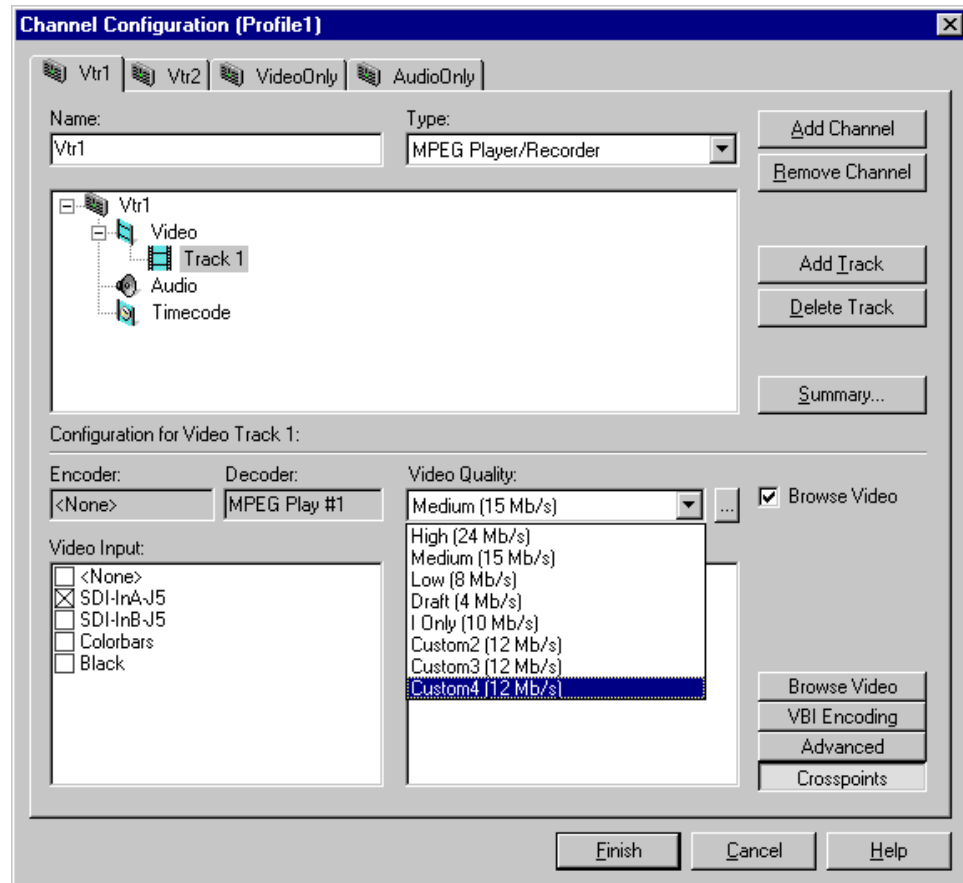 Channel Configuration (Profile1)
Vtr1 Vtr2 VideoOnly AudioOnly
Name:
Vtr1
Type:
MPEG Player/Recorder
Add Channel
Remove Channel
Vtr1
Video
Track 1
Audio
Timecode
Add Track
Delete Track
Summary...
Configuration for Video Track 1:
Encoder:
<None>
Decoder:
MPEG Play #1
Video Quality:
Medium (15 Mb/s)
...
Browse Video
High (24 Mb/s)
Medium (15 Mb/s)
Low (8 Mb/s)
Draft (4 Mb/s)
I Only (10 Mb/s)
Custom2 (12 Mb/s)
Custom3 (12 Mb/s)
Custom4 (12 Mb/s)
Video Input:
<None>
SDI-InA-J5
SDI-InB-J5
Colorbars
Black
Browse Video
VBI Encoding
Advanced
Crosspoints
Finish
Cancel
Help